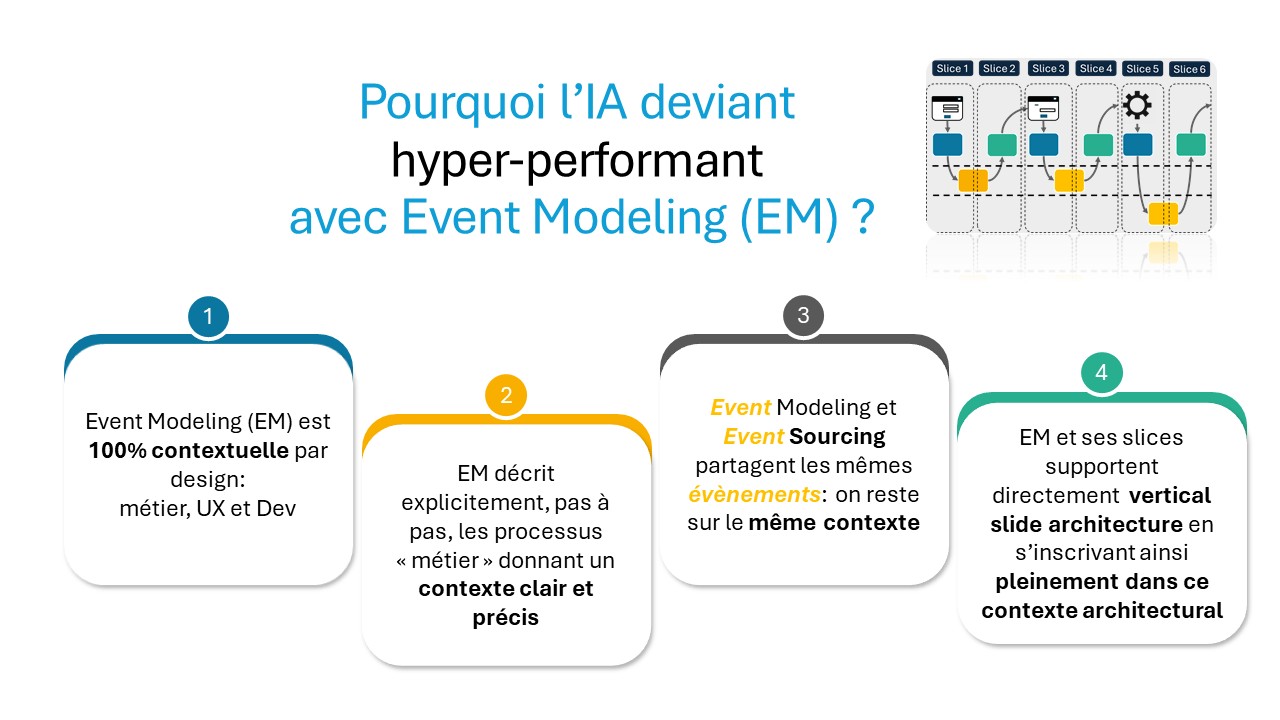 Pourquoi l’IA deviant
hyper-performant
avec Event Modeling (EM) ?
Slice 1
Slice 2
Slice 3
Slice 4
Slice 5
Slice 6
1
Event Modeling (EM) est
100% contextuelle par
design:
métier, UX et Dev
2
EM décrit
explicitement, pas à
pas, les processus
« métier » donnant un
contexte clair et
précis
3
Event Modeling et
Event Sourcing
partagent les mêmes
évènements: on reste
sur le même contexte
4
EM et ses slices
supportent
directement vertical
slide architecture en
s’inscrivant ainsi
pleinement dans ce
contexte architectural